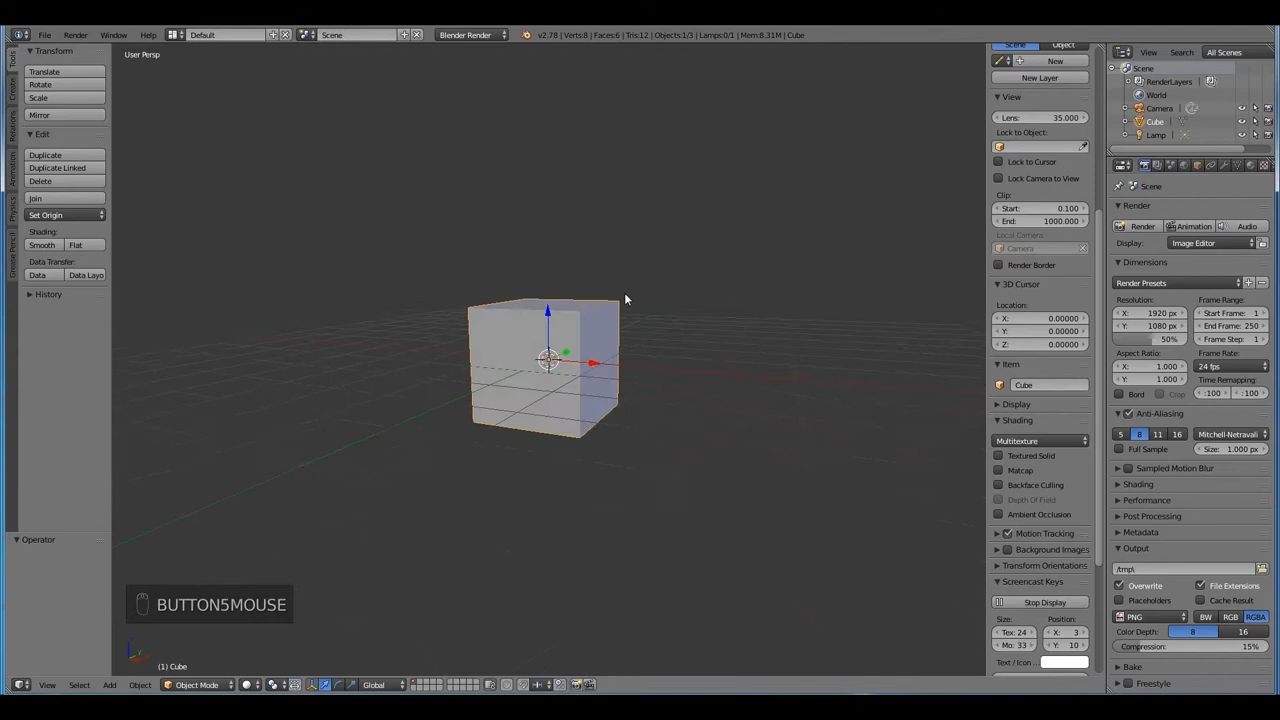 File Render Window Help Default Scene Blender Render v2.78 | Verts:8 | Faces:6 | Tris:12 | Objects:1/3 | Lamps:0/1 | Mem:8.31M | Cube
Tools
Create
Relations
Animation
Physics
Grease Pencil
Transform
Translate
Rotate
Scale
Mirror
Edit
Duplicate
Duplicate Linked
Delete
Join
Set Origin
Shading:
Smooth Flat
Data Transfer:
Data Data Layo
History
Operator
User Persp
BUTTON5MOUSE
(1) Cube
View Select Add Object Object Mode Global
Scene Object
New
New Layer
View
Lens: 35.000
Lock to Object:
Lock to Cursor
Lock Camera to View
Clip:
Start: 0.100
End: 1000.000
Local Camera:
Camera
Render Border
3D Cursor
Location:
X: 0.00000
Y: 0.00000
Z: 0.00000
Item
Cube
Display
Shading
Multitexture
Textured Solid
Matcap
Backface Culling
Depth Of Field
Ambient Occlusion
Motion Tracking
Background Images
Transform Orientations
Screencast Keys
Stop Display
Size: Position:
Tex: 24 X: 3
Mo: 33 Y: 10
Text / Icon ...
View Search All Scenes
Scene
RenderLayers
World
Camera
Cube
Lamp
Scene
Render
Render Animation Audio
Display: Image Editor
Dimensions
Render Presets
Resolution: Frame Range:
X: 1920 px Start Frame: 1
Y: 1080 px End Frame: 250
50% Frame Step: 1
Aspect Ratio: Frame Rate:
X: 1.000 24 fps
Y: 1.000 Time Remapping:
Bord Crop :100 :100
Anti-Aliasing
5 8 11 16 Mitchell-Netravali
Full Sample Size: 1.000 px
Sampled Motion Blur
Shading
Performance
Post Processing
Metadata
Output
/tmp\
Overwrite File Extensions
Placeholders Cache Result
PNG BW RGB RGBA
Color Depth: 8 16
Compression: 15%
Bake
Freestyle